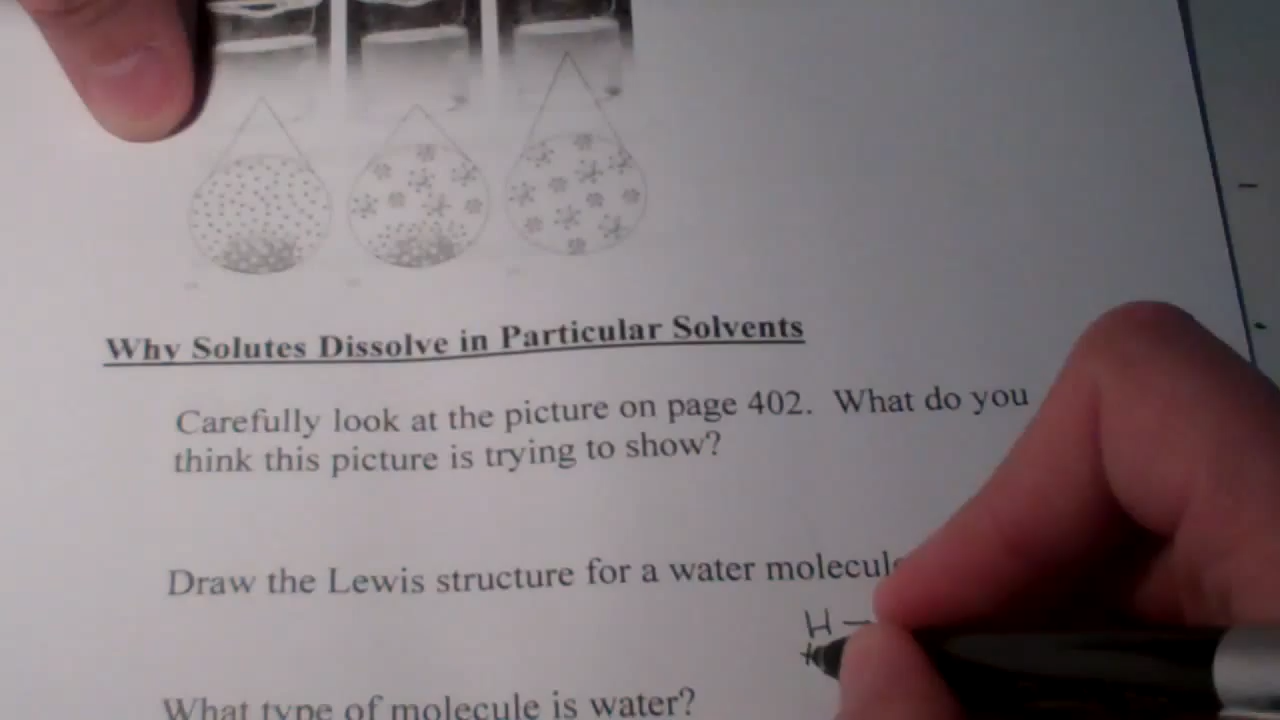 Why Solutes Dissolve in Particular Solvents
Carefully look at the picture on page 402. What do you
think this picture is trying to show?
Draw the Lewis structure for a water
H –
+
What type of molecule is water?